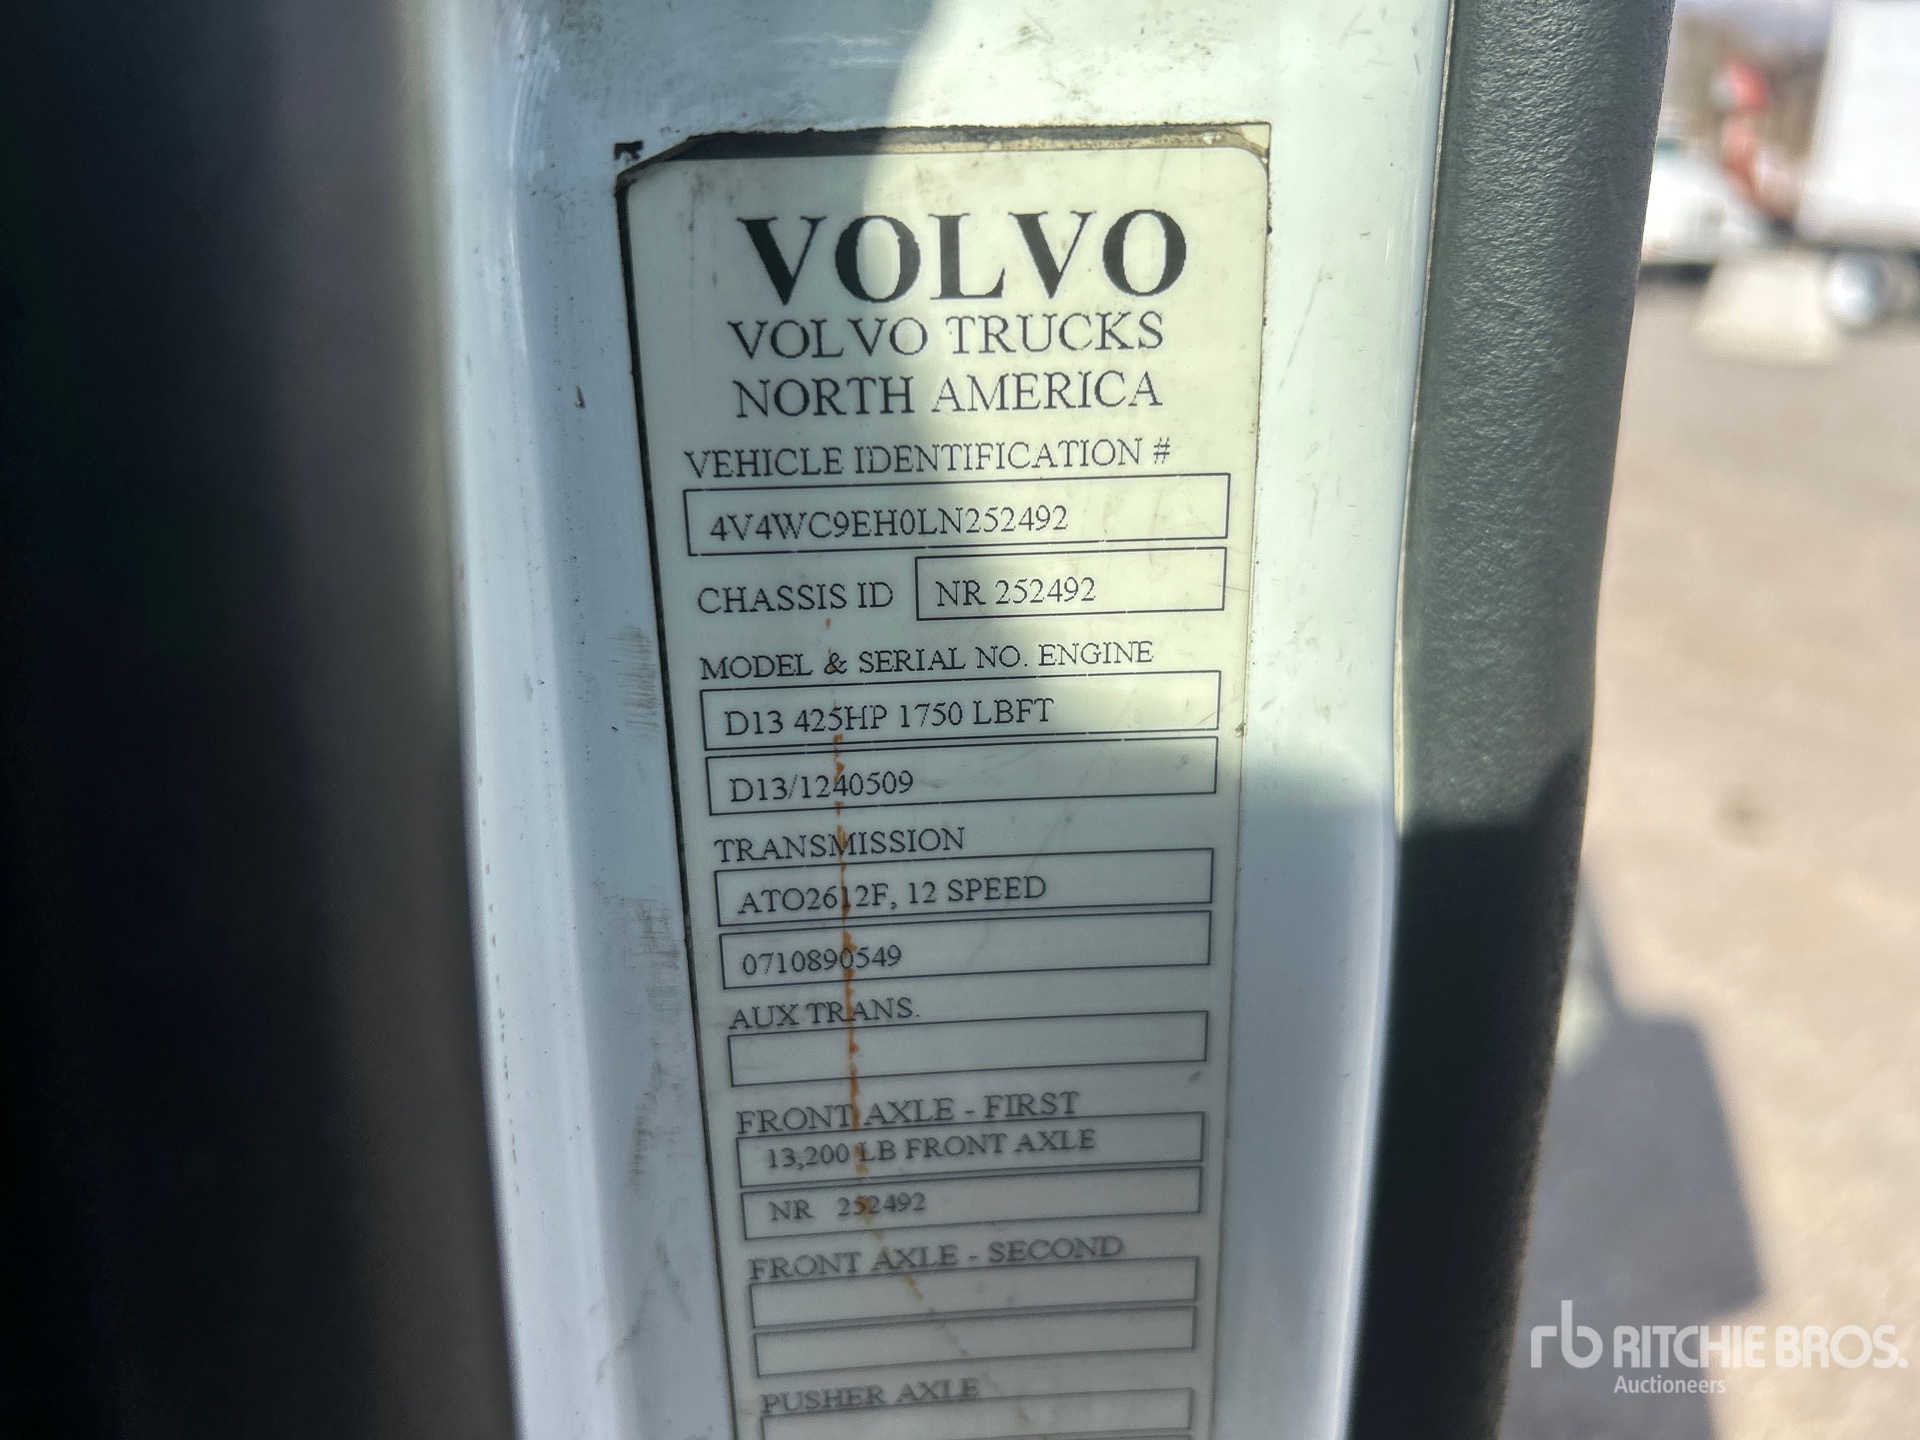 VOLVO
VOLVO TRUCKS
NORTH AMERICA
VEHICLE IDENTIFICATION #
4V4WC9EH0LN252492
CHASSIS ID NR 252492
MODEL & SERIAL NO. ENGINE
D13 425HP 1750 LBFT
D13/1240509
TRANSMISSION
ATO2612F, 12 SPEED
0710890549
AUX TRANS.
FRONT AXLE - FIRST
13,200 LB FRONT AXLE
NR 252492
FRONT AXLE - SECOND
PUSHER AXLE
rb RITCHIE BROS.
Auctioneers